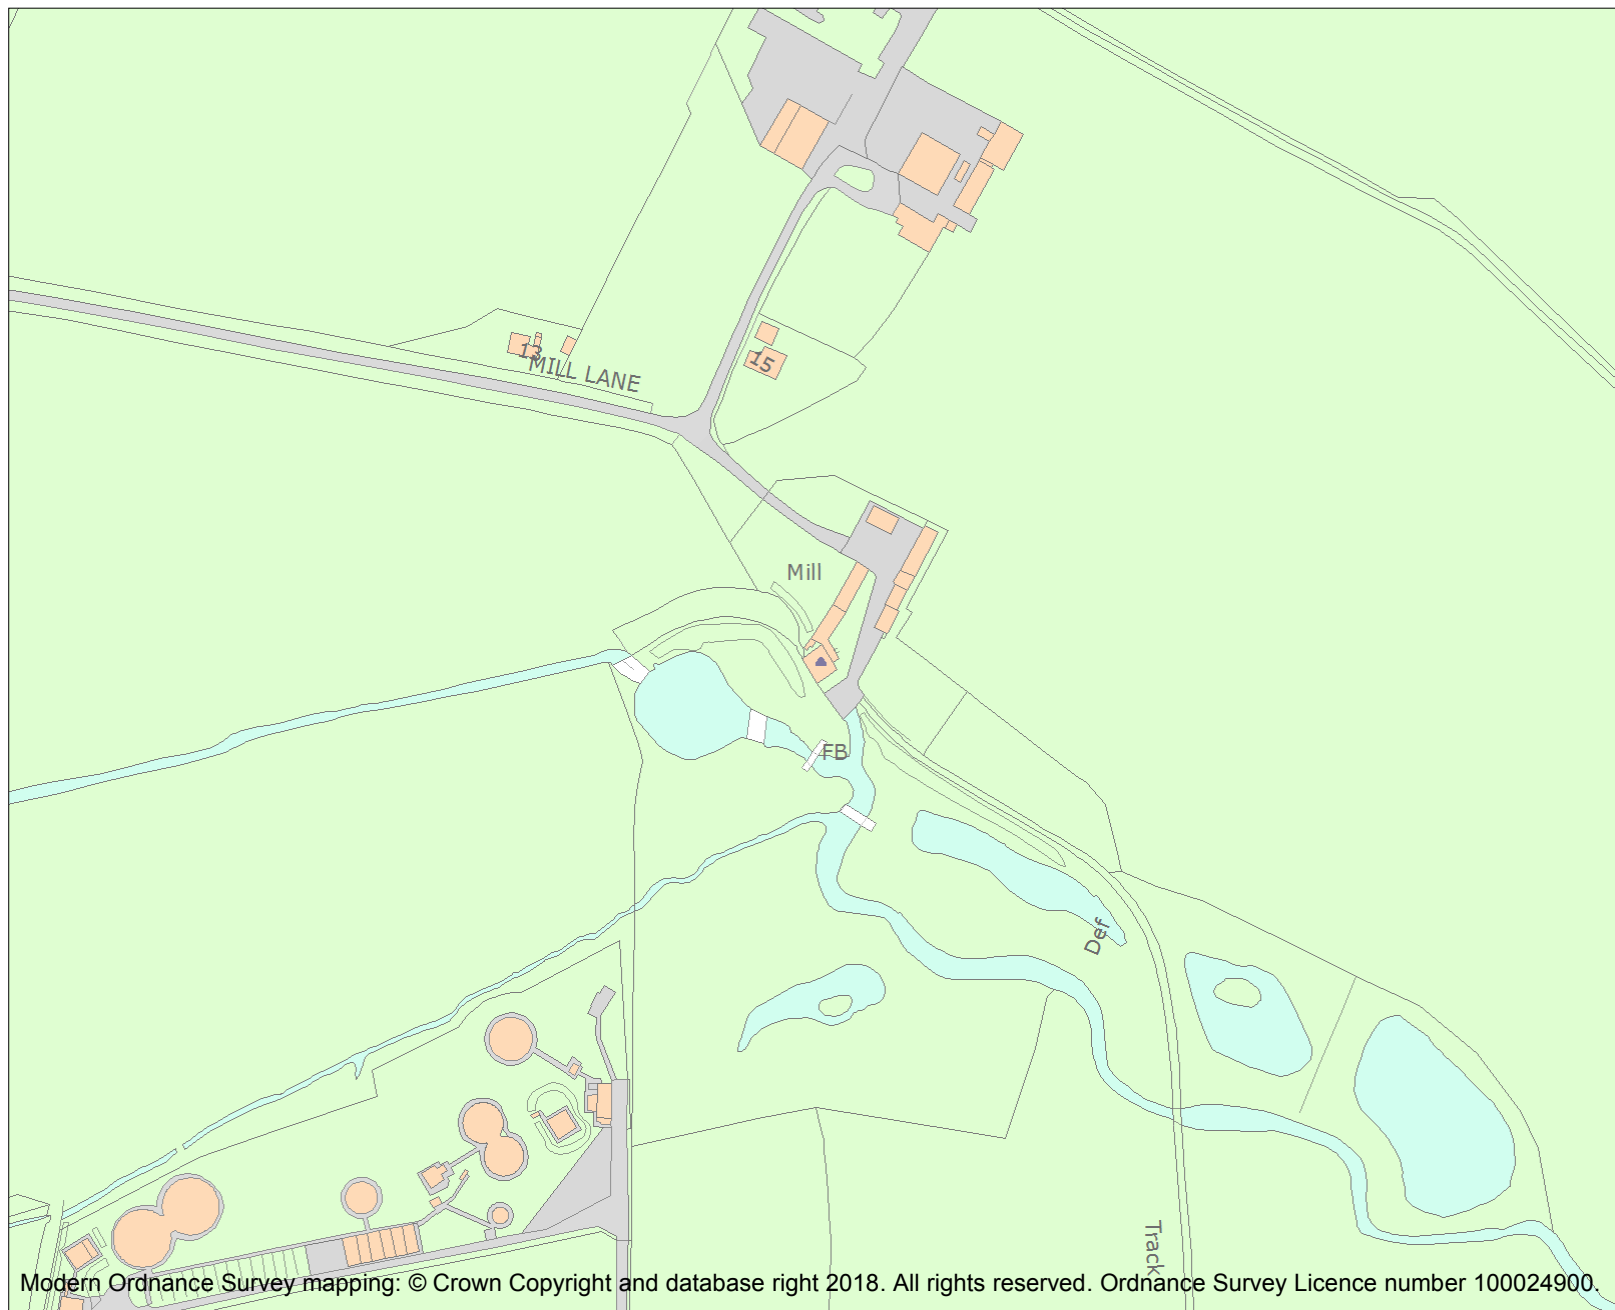 13
MILL LANE
15
Mill
FB
Def
Track
Modern Ordnance Survey mapping: © Crown Copyright and database right 2018. All rights reserved. Ordnance Survey Licence number 100024900.